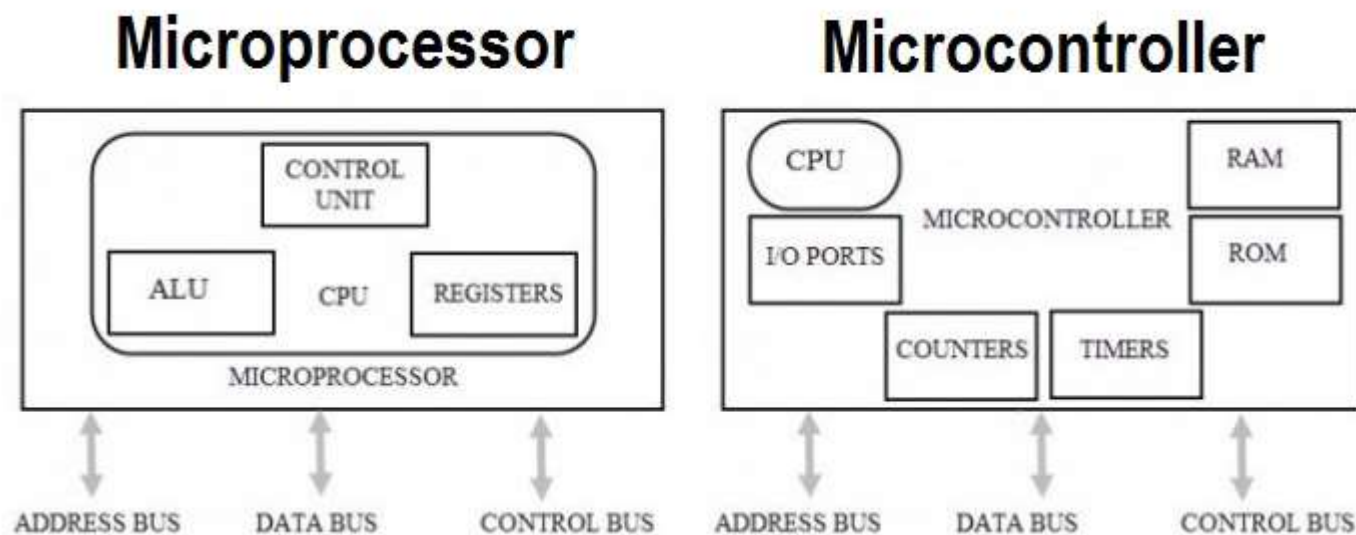 Microprocessor
CONTROL
UNIT
ALU
CPU
REGISTERS
MICROPROCESSOR
ADDRESS BUS
DATA BUS
CONTROL BUS
Microcontroller
CPU
RAM
MICROCONTROLLER
I/O PORTS
ROM
COUNTERS
TIMERS
ADDRESS BUS
DATA BUS
CONTROL BUS